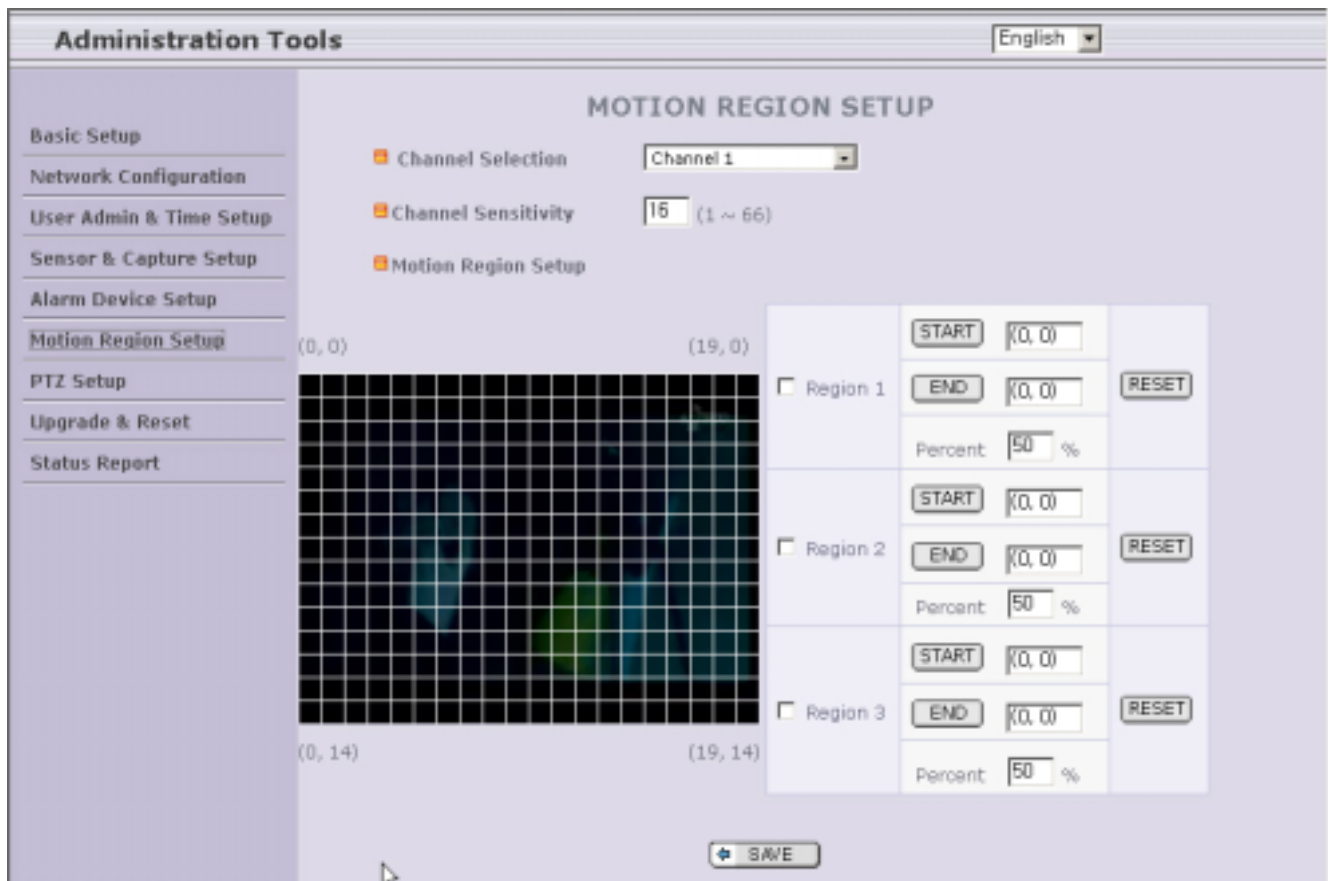 Administration Tools
English
Basic Setup
Network Configuration
User Admin & Time Setup
Sensor & Capture Setup
Alarm Device Setup
Motion Region Setup
PTZ Setup
Upgrade & Reset
Status Report
MOTION REGION SETUP
Channel Selection Channel 1
Channel Sensitivity 16 (1 ~ 66)
Motion Region Setup
(0, 0) (19, 0)
(0, 14) (19, 14)
Region 1
START (0, 0)
END (0, 0)
Percent 50 %
RESET
Region 2
START (0, 0)
END (0, 0)
Percent 50 %
RESET
Region 3
START (0, 0)
END (0, 0)
Percent 50 %
RESET
SAVE